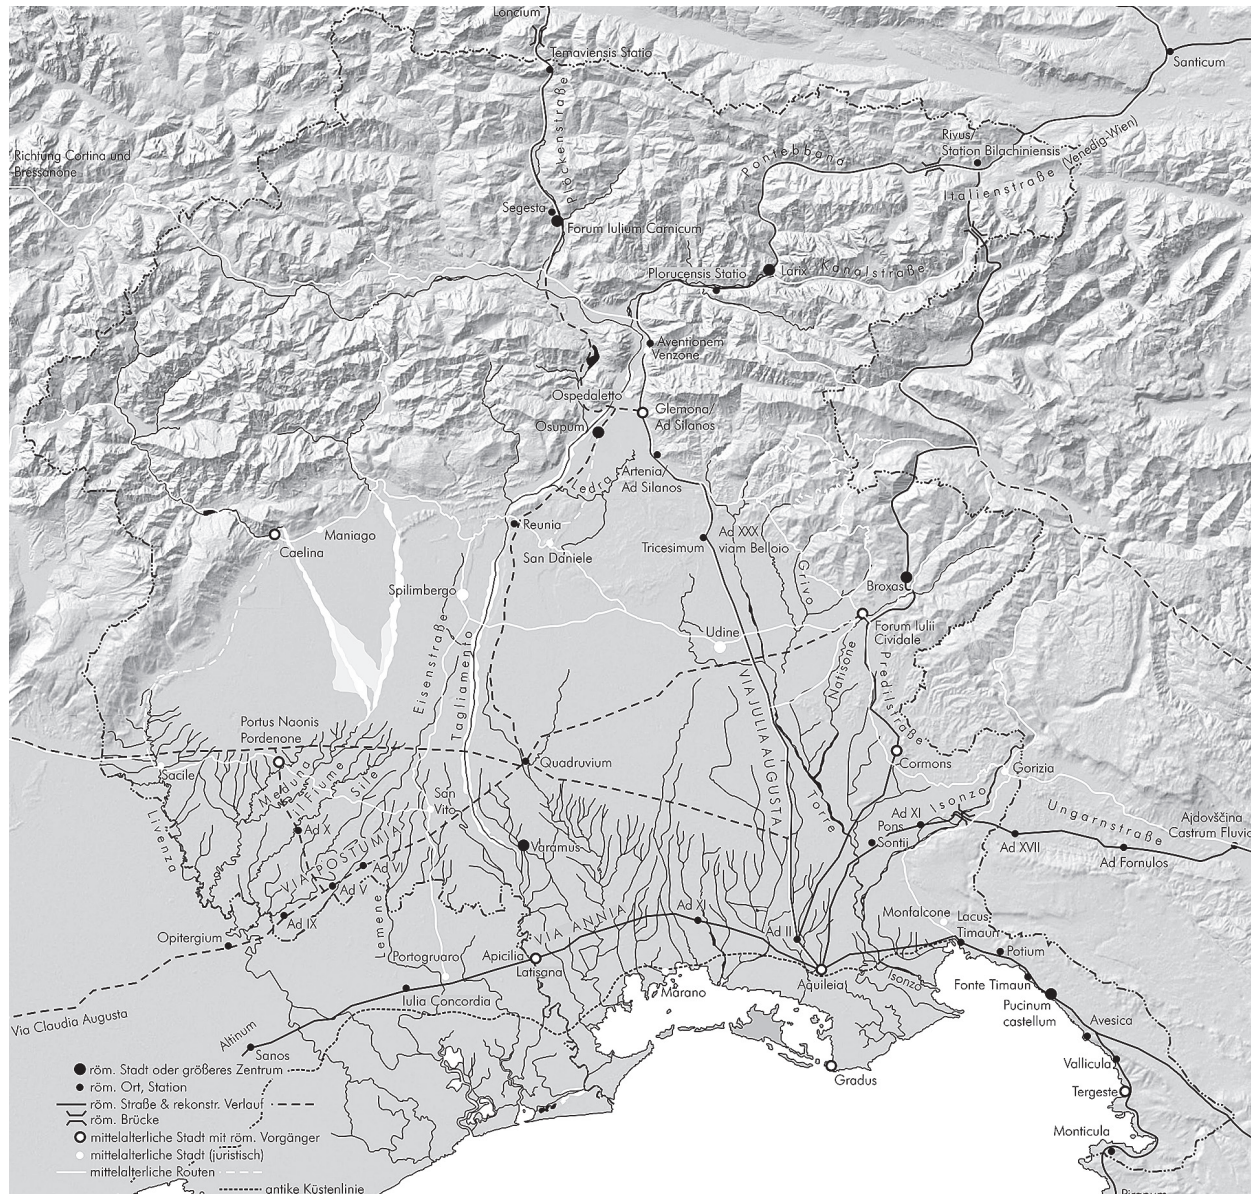 Loncium
Temaviensis Statio
Santicum
Plöckenstraße
Richtung Cortina und
Bressanone
Pontebbana
Rivus/
Station Bilachiniensis
Italienstraße (Venedig-Wien)
Segesta
Forum Iulium Carnicum
Plorucensis Statio
Larix
Kanalstraße
Aventionem
Venzone
Ospedaletto
Osupum
Glemona/
Ad Silanos
Artenia/
Ad Silanos
Ledra
Reunia
San Daniele
Caelina
Maniago
Tricesimum
Ad XXX
viam Belloio
Grivo
Broxas
Spilimbergo
Udine
Forum Iulii
Cividale
Eisenstraße
Tagliamento
Natisone
Predilstraße
VIA JULIA AUGUSTA
Portus Naonis
Pordenone
Sacile
Meduna
Fiume
Sile
Quadruvium
Cormons
Gorizia
Torre
Isonzo
San
Vito
Livenza
Ad X
VIA POSTUMIA
Ad VI
Ad V
Ad IX
Varamus
Ad XI
Pons
Sontii
Ad XVII
Ungarnstraße
Ad Fornulos
Ajdovščina
Castrum Fluvio
Opitergium
Lemene
Portogruaro
Apicilia
Latisana
VIA ANNIA
Ad XI
Ad II
Aquileia
Isonzo
Monfalcone
Lacus
Timauri
Potium
Fonte Timauri
Pucinum
castellum
Avesica
Vallicula
Tergeste
Monticula
Piranum
Iulia Concordia
Marano
Gradus
Via Claudia Augusta
Altinum
Sanos
röm. Stadt oder größeres Zentrum
röm. Ort, Station
röm. Straße & rekonstr. Verlauf
röm. Brücke
mittelalterliche Stadt mit röm. Vorgänger
mittelalterliche Stadt (juristisch)
mittelalterliche Routen
antike Küstenlinie